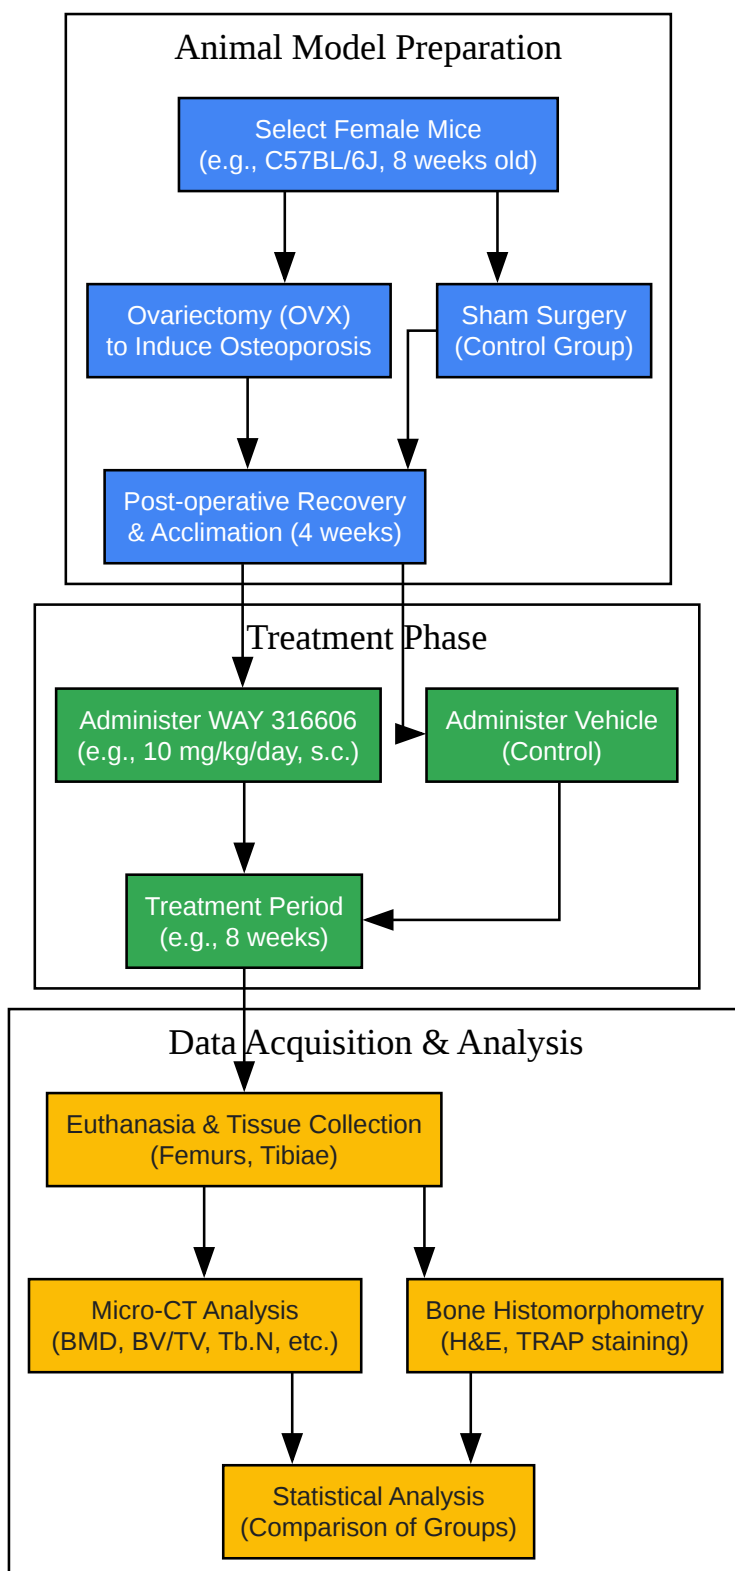 Animal Model Preparation
Select Female Mice
(e.g., C57BL/6J, 8 weeks old)
Ovariectomy (OVX)
to Induce Osteoporosis
Sham Surgery
(Control Group)
Post-operative Recovery
& Acclimation (4 weeks)
Treatment Phase
Administer WAY 316606
(e.g., 10 mg/kg/day, s.c.)
Administer Vehicle
(Control)
Treatment Period
(e.g., 8 weeks)
Data Acquisition & Analysis
Euthanasia & Tissue Collection
(Femurs, Tibiae)
Micro-CT Analysis
(BMD, BV/TV, Tb.N, etc.)
Bone Histomorphometry
(H&E, TRAP staining)
Statistical Analysis
(Comparison of Groups)